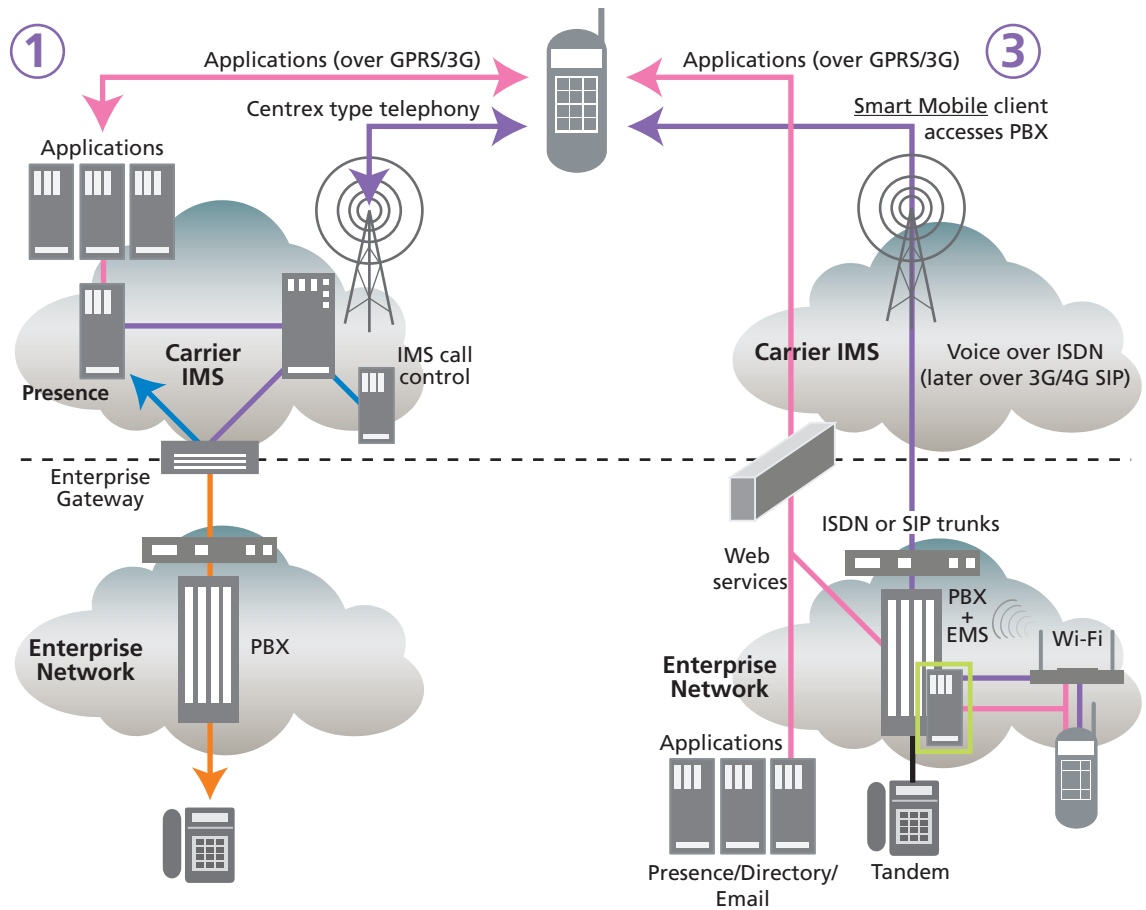 1
Applications (over GPRS/3G)
Centrex type telephony
Applications
Carrier
IMS
Presence
IMS call
control
Enterprise
Gateway
Enterprise
Network
PBX
Applications (over GPRS/3G)
3
Smart Mobile client
accesses PBX
Carrier IMS
Voice over ISDN
(later over 3G/4G SIP)
ISDN or SIP trunks
Web
services
PBX
+
EMS
Wi-Fi
Enterprise
Network
Applications
Presence/Directory/
Email
Tandem